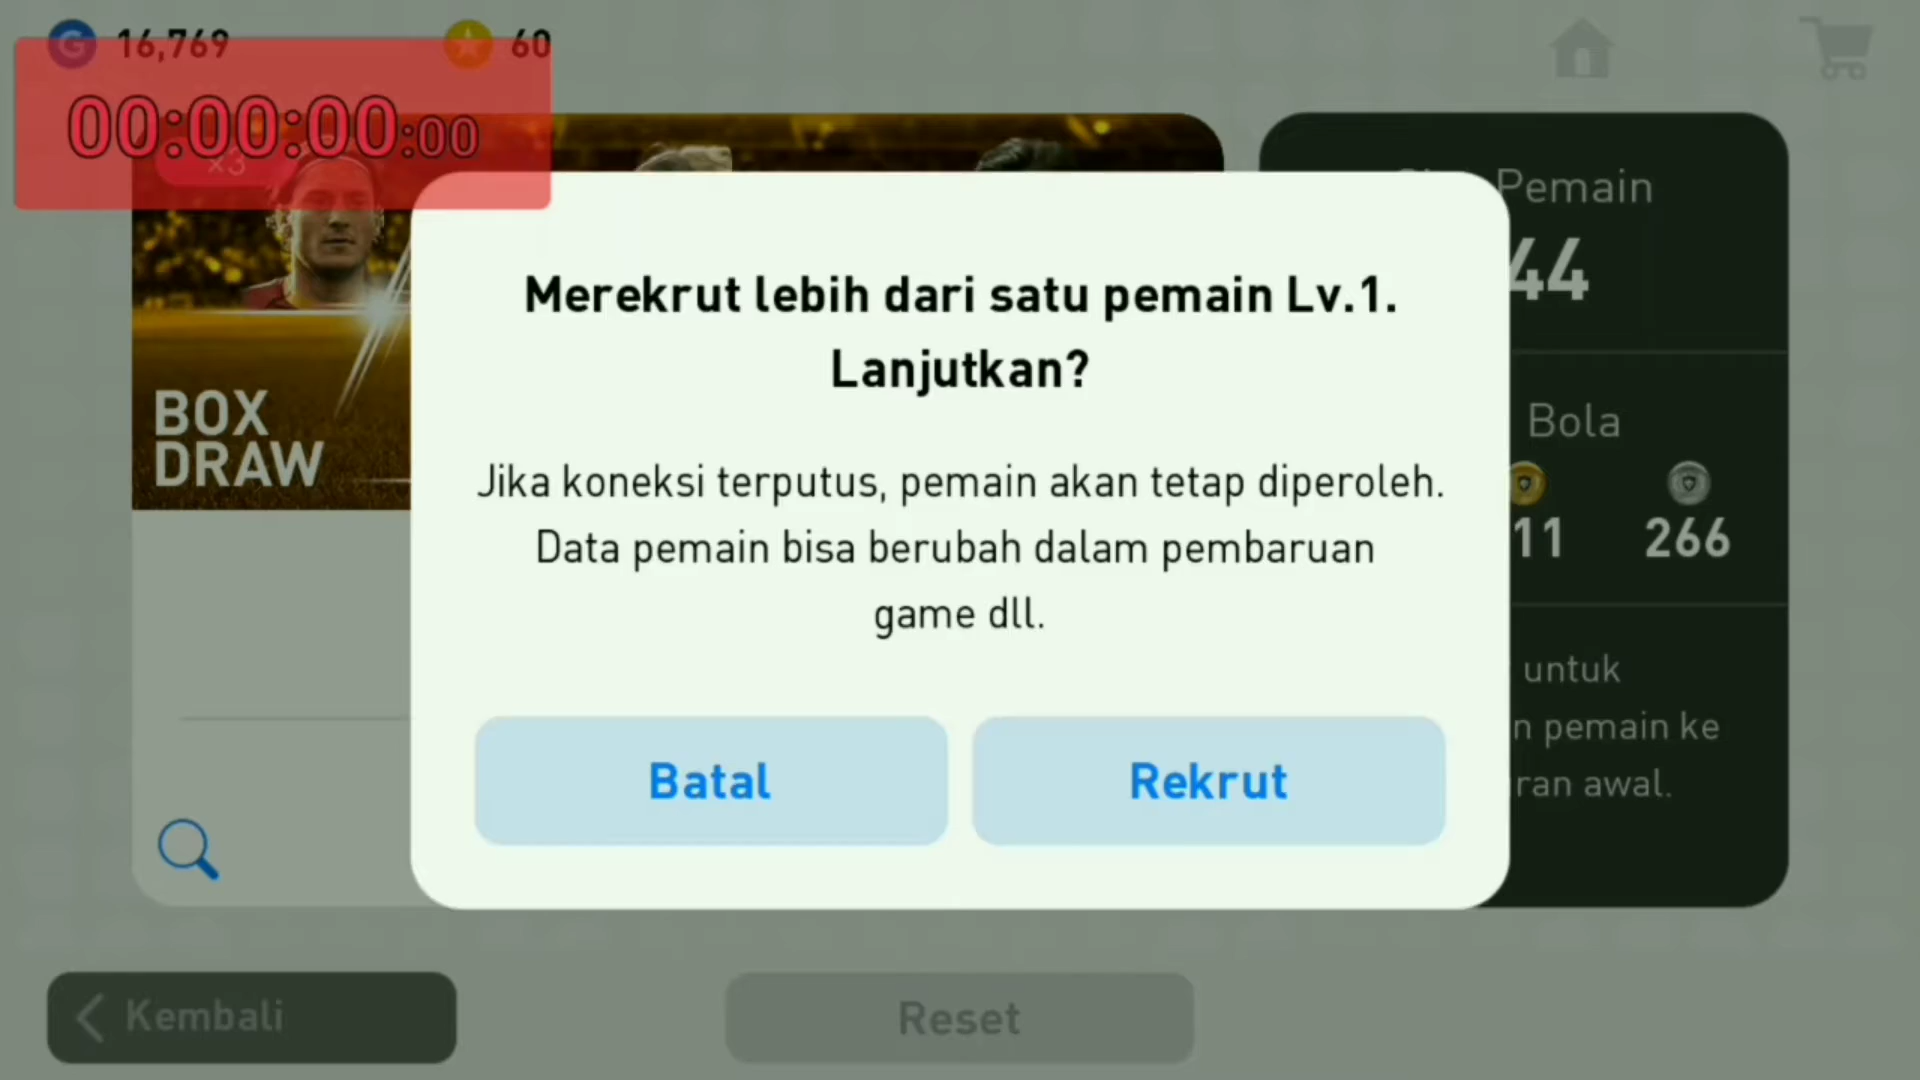 16,769
60
00:00:00:00
×3
BOX
DRAW
Merekrut lebih dari satu pemain Lv.1.
Lanjutkan?
Jika koneksi terputus, pemain akan tetap diperoleh.
Data pemain bisa berubah dalam pembaruan
game dll.
Batal
Rekrut
Pemain
44
Bola
11
266
untuk
pemain ke
awal.
Kembali
Reset